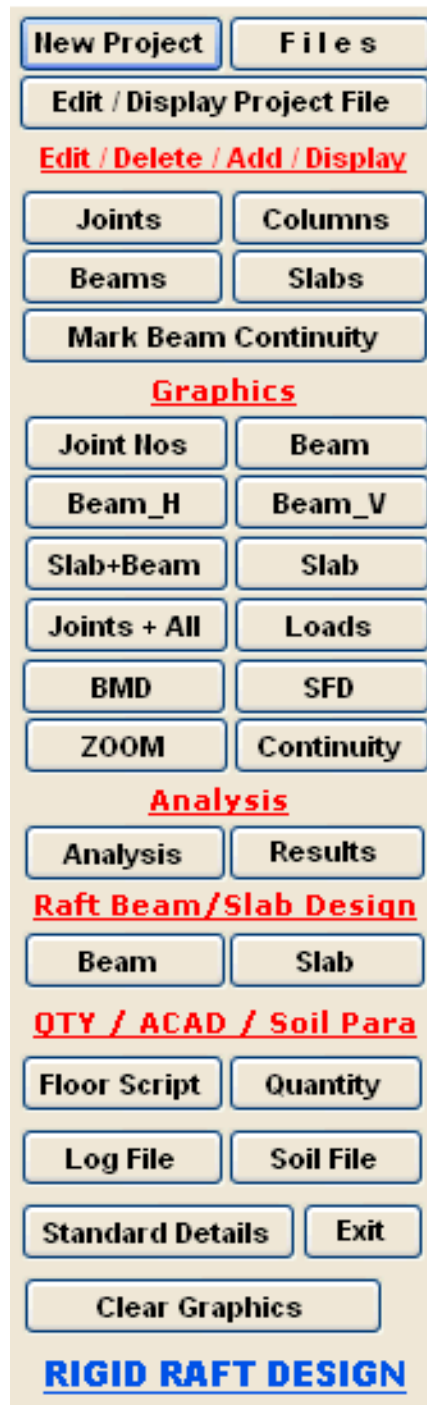 New Project Files
Edit / Display Project File
Edit / Delete / Add / Display
Joints Columns
Beams Slabs
Mark Beam Continuity
Graphics
Joint Nos Beam
Beam_H Beam_V
Slab+Beam Slab
Joints + All Loads
BMD SFD
ZOOM Continuity
Analysis
Analysis Results
Raft Beam/Slab Design
Beam Slab
QTY / ACAD / Soil Para
Floor Script Quantity
Log File Soil File
Standard Details Exit
Clear Graphics
RIGID RAFT DESIGN